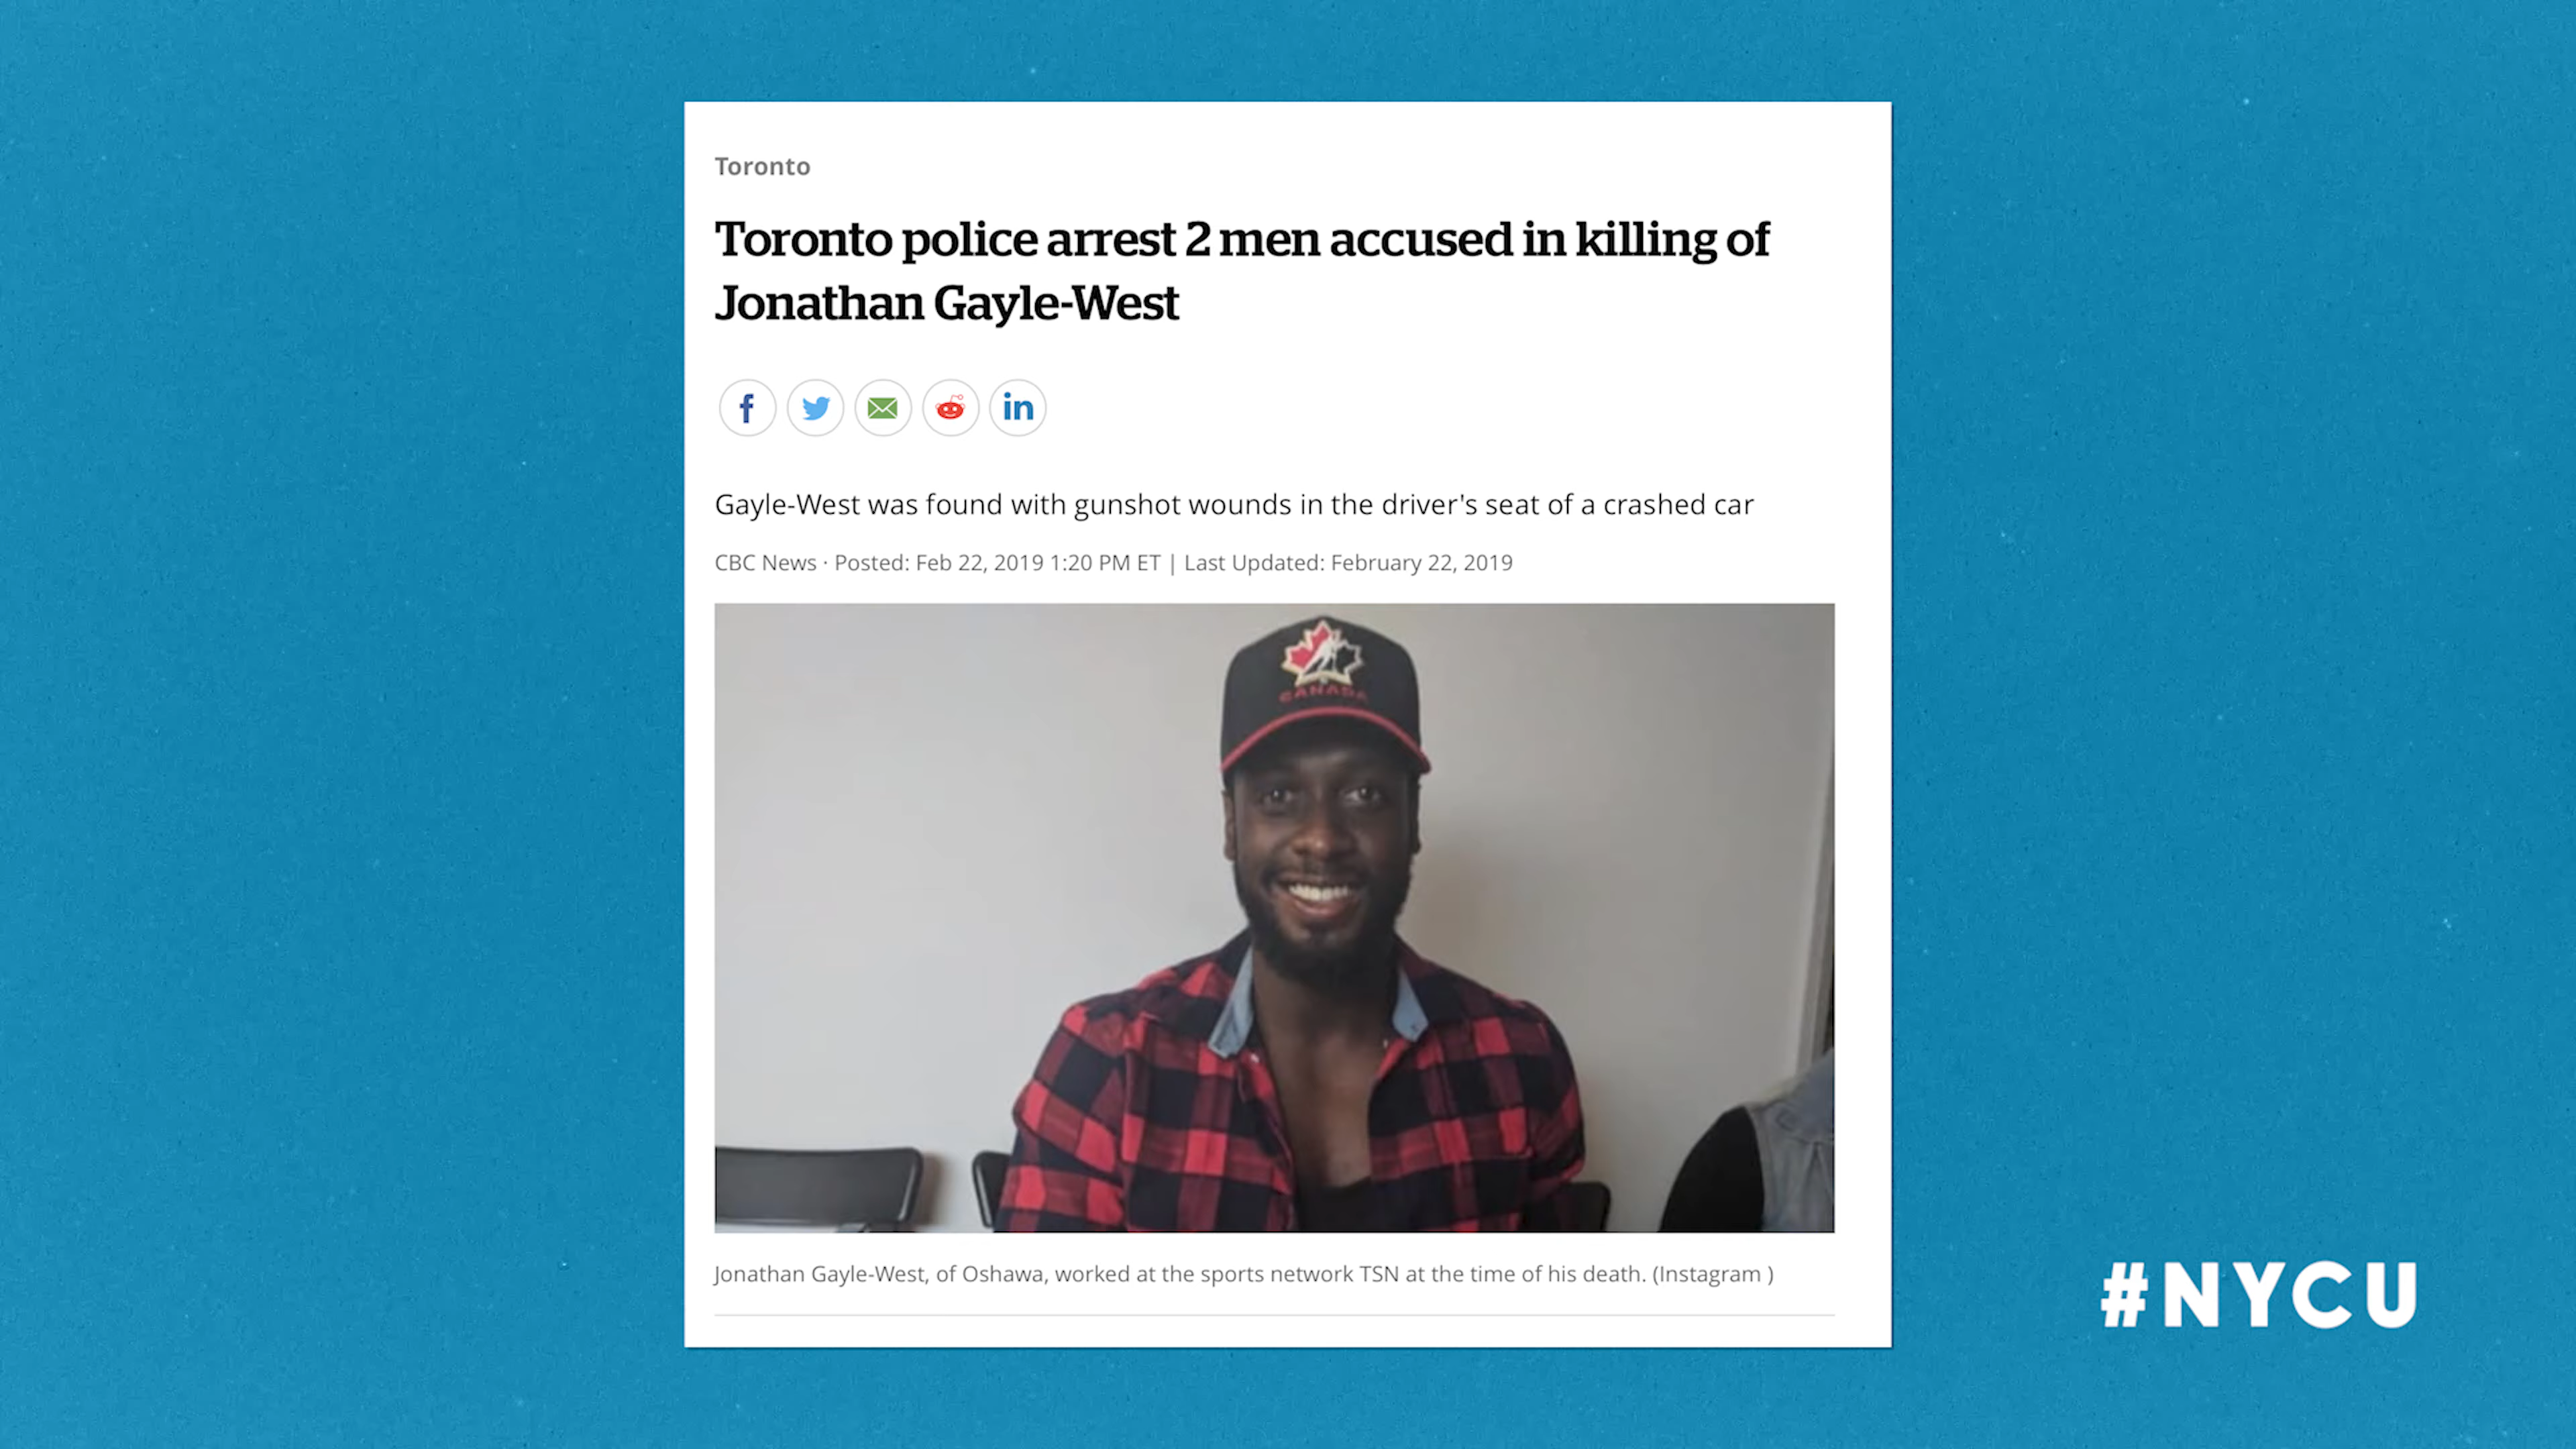 Toronto
Toronto police arrest 2 men accused in killing of
Jonathan Gayle-West
f
in
Gayle-West was found with gunshot wounds in the driver's seat of a crashed car
CBC News · Posted: Feb 22, 2019 1:20 PM ET | Last Updated: February 22, 2019
CANADA
Jonathan Gayle-West, of Oshawa, worked at the sports network TSN at the time of his death. (Instagram )
#NYCU